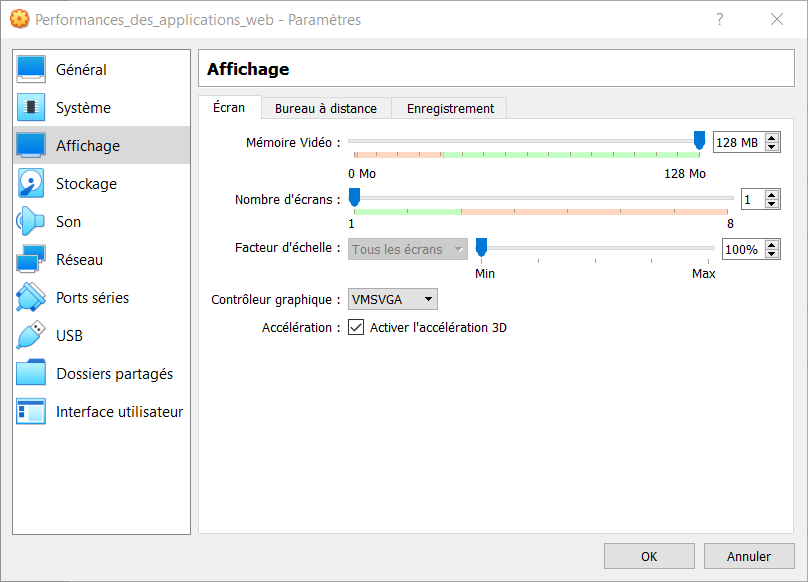 Performances_des_applications_web - Paramètres ?
Général
Système
Affichage
Stockage
Son
Réseau
Ports séries
USB
Dossiers partagés
Interface utilisateur
Affichage
Écran Bureau à distance Enregistrement
Mémoire Vidéo : 128 MB
0 Mo 128 Mo
Nombre d'écrans : 1
1 8
Facteur d'échelle : Tous les écrans 100%
Min Max
Contrôleur graphique : VMSVGA
Accélération : Activer l'accélération 3D
OK Annuler